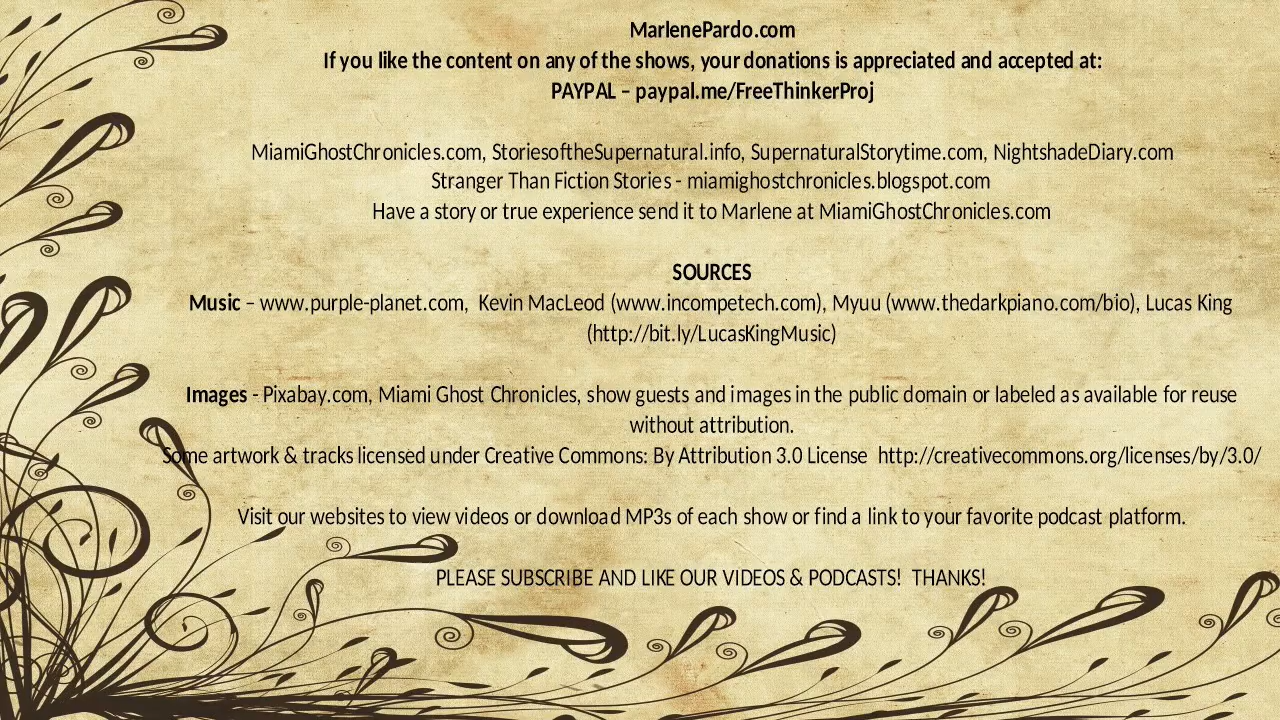 MarlenePardo.com
If you like the content on any of the shows, your donations is appreciated and accepted at:
PAYPAL – paypal.me/FreeThinkerProj
MiamiGhostChronicles.com, StoriesoftheSupernatural.info, SupernaturalStorytime.com, NightshadeDiary.com
Stranger Than Fiction Stories - miamighostchronicles.blogspot.com
Have a story or true experience send it to Marlene at MiamiGhostChronicles.com
SOURCES
Music – www.purple-planet.com, Kevin MacLeod (www.incompetech.com), Myuu (www.thedarkpiano.com/bio), Lucas King
(http://bit.ly/LucasKingMusic)
Images - Pixabay.com, Miami Ghost Chronicles, show guests and images in the public domain or labeled as available for reuse
without attribution.
Some artwork & tracks licensed under Creative Commons: By Attribution 3.0 License http://creativecommons.org/licenses/by/3.0/
Visit our websites to view videos or download MP3s of each show or find a link to your favorite podcast platform.
PLEASE SUBSCRIBE AND LIKE OUR VIDEOS & PODCASTS! THANKS!